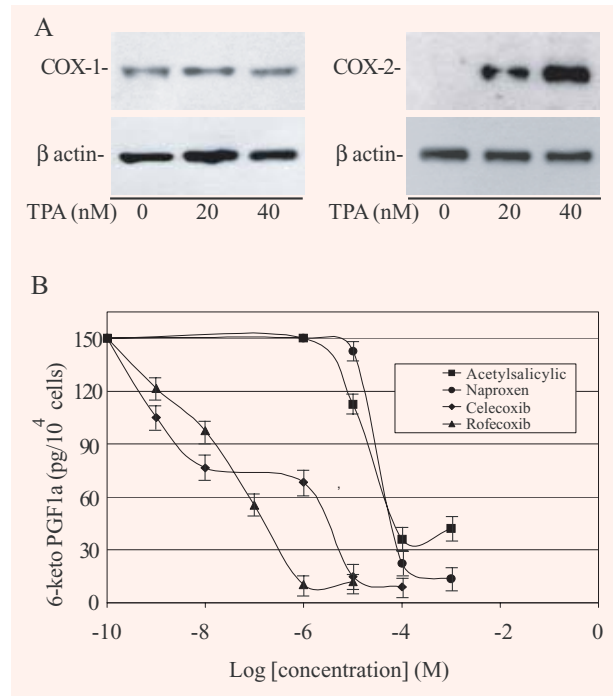 A
COX-1-
COX-2-
β actin-
β actin-
TPA (nM) 0 20 40
TPA (nM) 0 20 40
B
6-keto PGF1a (pg/10⁴ cells)
150
120
90
60
30
0
-10 -8 -6 -4 -2 0
Acetylsalicylic
Naproxen
Celecoxib
Rofecoxib
Log [concentration] (M)